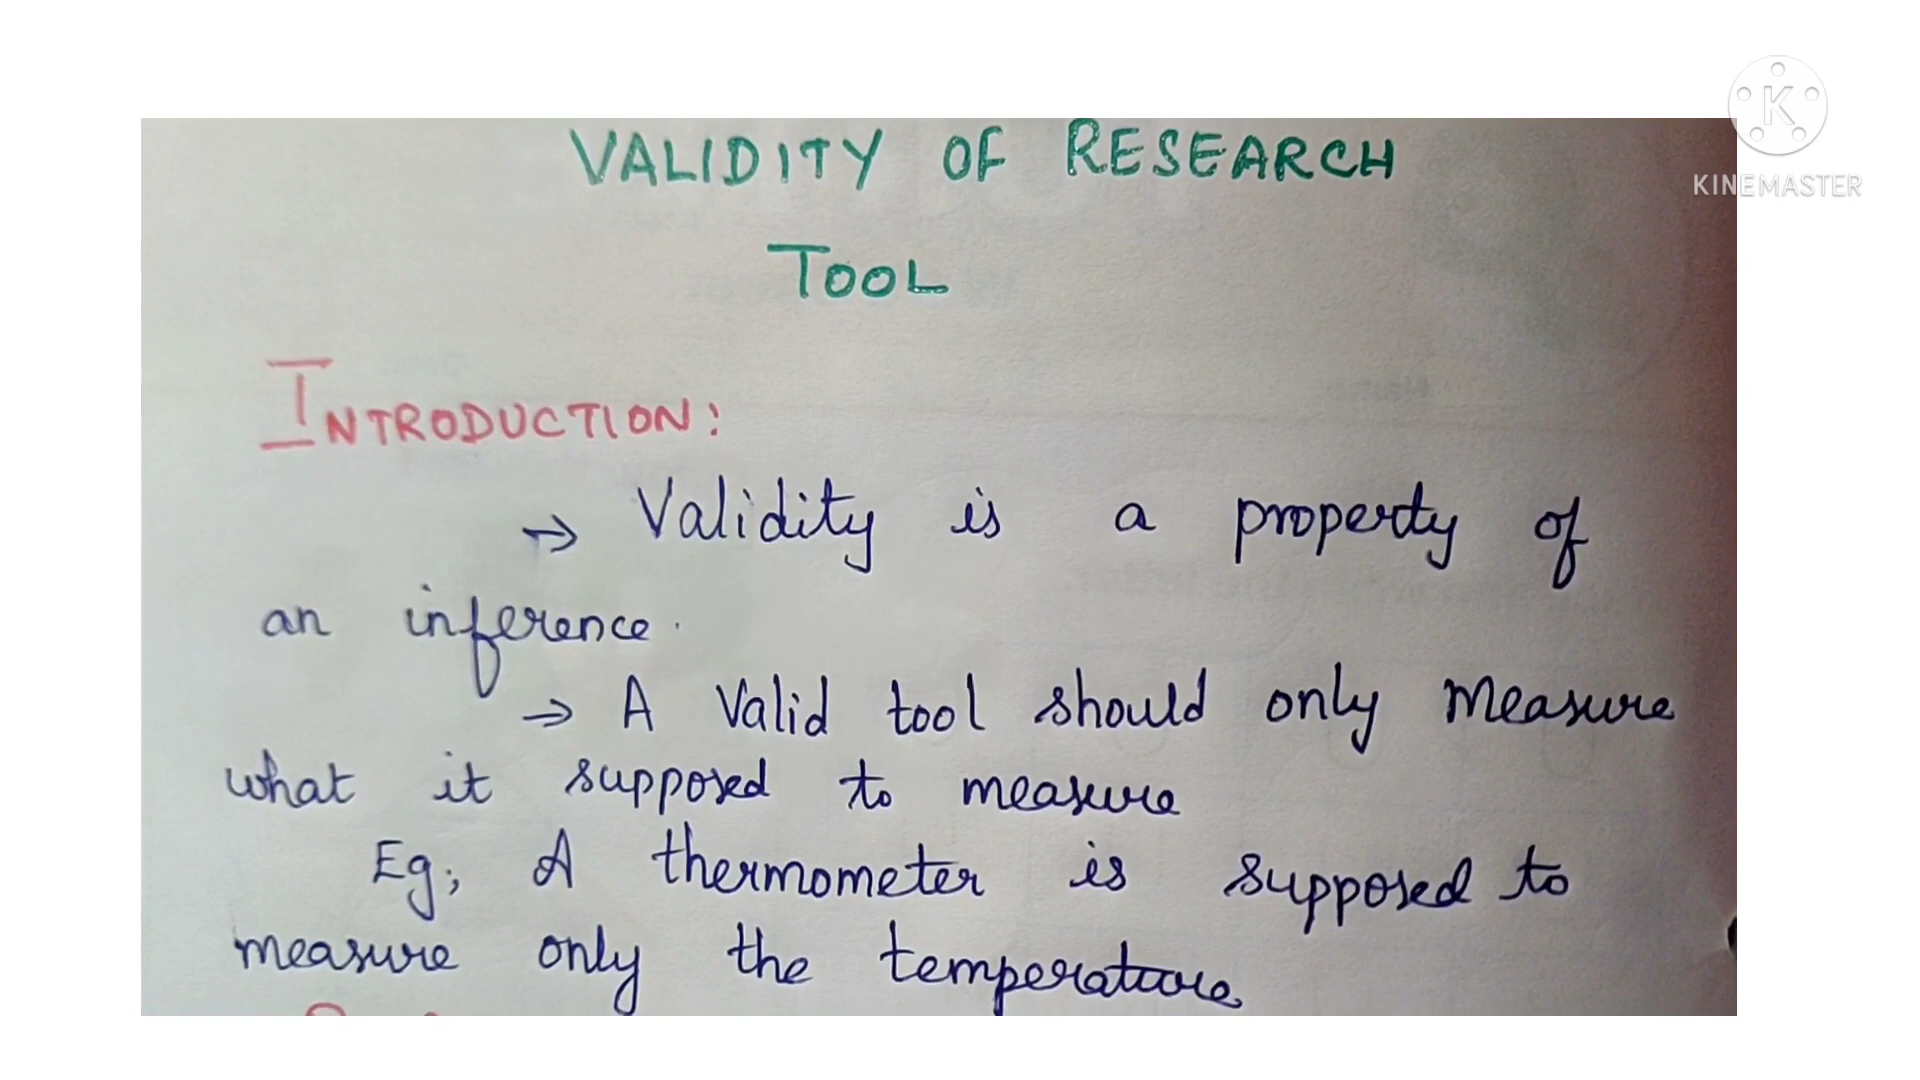 VALIDITY OF RESEARCH
TOOL
INTRODUCTION:
→ Validity is a property of
an inference.
→ A Valid tool should only measure
what it supposed to measure
Eg; A thermometer is supposed to
measure only the temperature
K
KINEMASTER